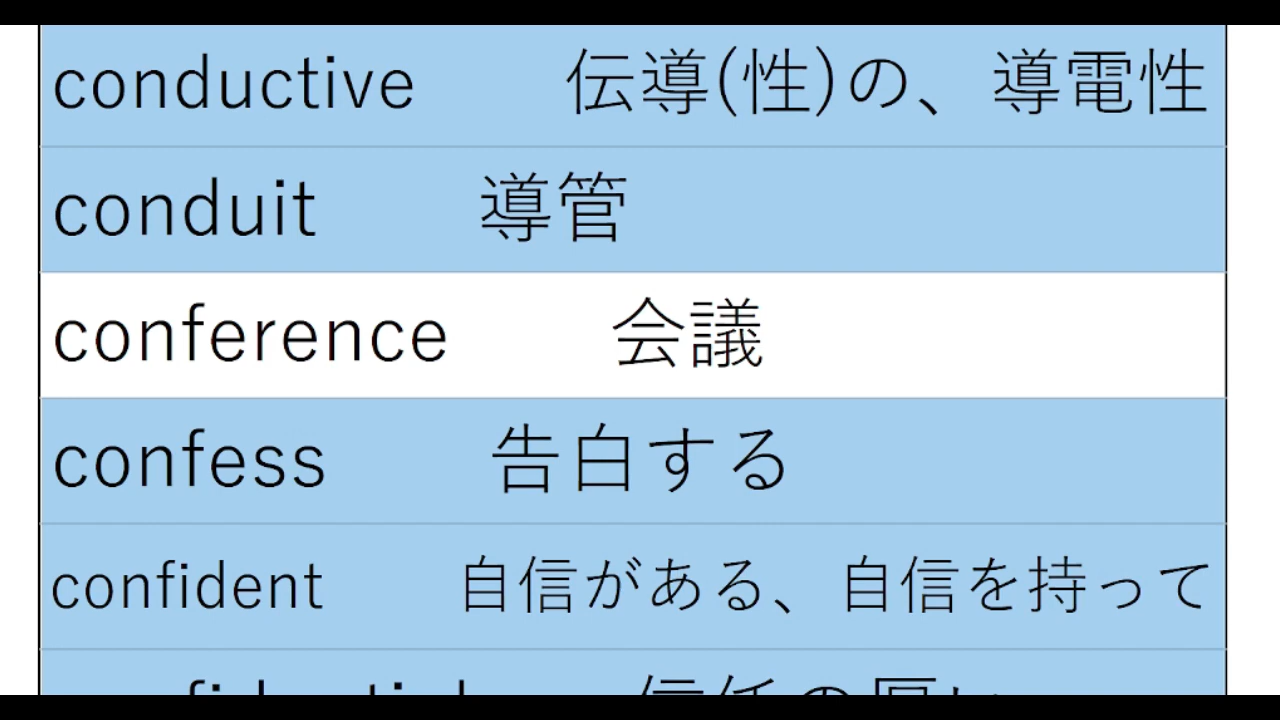 conductive 伝導(性)の、導電性
conduit 導管
conference 会議
confess 告白する
confident 自信がある、自信を持って